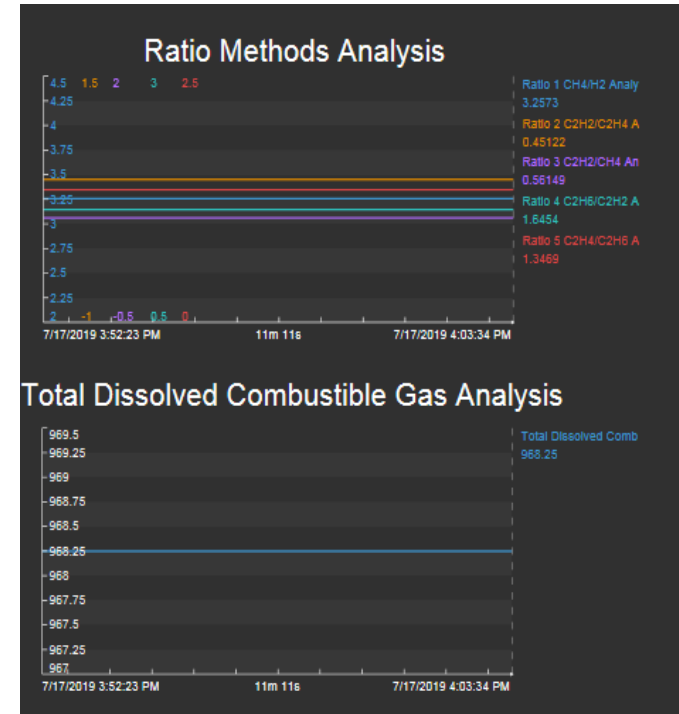 Ratio Methods Analysis
4.5 1.5 2 3 2.5
4.25
4
3.75
3.5
3.25
3
2.75
2.5
2.25
2 -1 -0.5 0.5 0
7/17/2019 3:52:23 PM 11m 11s 7/17/2019 4:03:34 PM
Ratio 1 CH4/H2 Analy
3.2573
Ratio 2 C2H2/C2H4 A
0.45122
Ratio 3 C2H2/CH4 An
0.56149
Ratio 4 C2H6/C2H2 A
1.6454
Ratio 5 C2H4/C2H6 A
1.3469
Total Dissolved Combustible Gas Analysis
969.5
969.25
969
968.75
968.5
968.25
968
967.75
967.5
967.25
967
7/17/2019 3:52:23 PM 11m 11s 7/17/2019 4:03:34 PM
Total Dissolved Comb
968.25